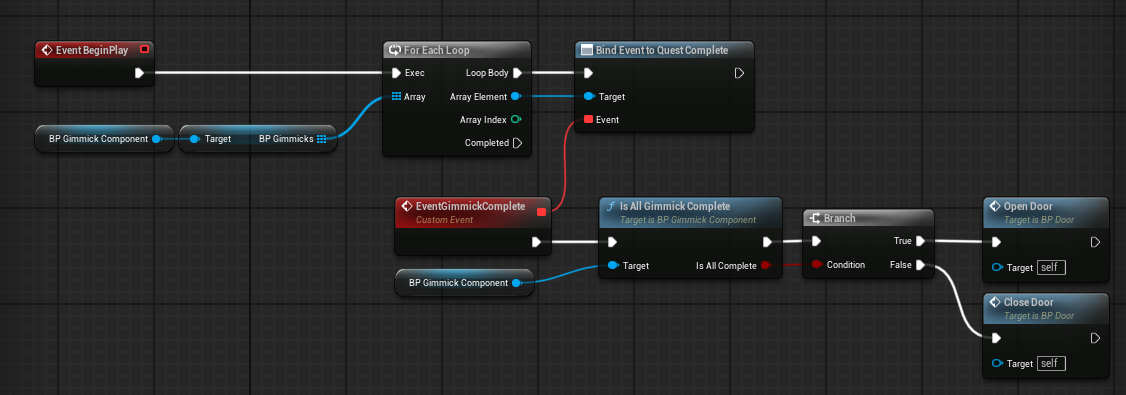 Event BeginPlay
For Each Loop
Exec
Loop Body
Array
Array Element
Array Index
Completed
Bind Event to Quest Complete
Target
Event
BP Gimmick Component
Target
BP Gimmicks
EventGimmickComplete
Custom Event
BP Gimmick Component
Is All Gimmick Complete
Target is BP Gimmick Component
Target
Is All Complete
Branch
True
Condition
False
Open Door
Target is BP Door
Target
self
Close Door
Target is BP Door
Target
self